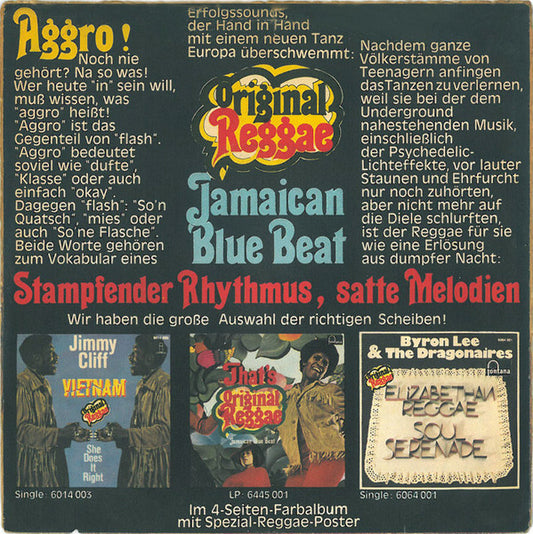 Aggro!
Noch nie
gehört? Na so was!
Wer heute "in" sein will,
muß wissen, was
"aggro" heißt!
"Aggro" ist das
Gegenteil von "flash".
"Aggro" bedeutet
soviel wie "dufte",
"Klasse" oder auch
einfach "okay".
Dagegen "flash": "So'n
Quatsch", "mies" oder
auch "So'ne Flasche".
Beide Worte gehören
zum Vokabular eines
Erfolgssounds,
der Hand in Hand
mit einem neuen Tanz
Europa überschwemmt:
Original
Reggae
Jamaican
Blue Beat
Nachdem ganze
Völkerstämme von
Teenagern anfingen
das Tanzen zu verlernen,
weil sie bei der dem
Underground
nahestehenden Musik,
einschließlich
der Psychedelic-
Lichteffekte, vor lauter
Staunen und Ehrfurcht
nur noch zuhörten,
aber nicht mehr auf
die Diele schlurften,
ist der Reggae für sie
wie eine Erlösung
aus dumpfer Nacht:
Stampfender Rhythmus, satte Melodien
Wir haben die große Auswahl der richtigen Scheiben!
Jimmy
Cliff
VIETNAM
Original
Reggae
She
Does It
Right
Single: 6014 003
That's
Original
Reggae
Jamaican Blue Beat
LP: 6445 001
Byron Lee
& The Dragonaires
fontana
Original
Reggae
ELIZABETHAN
REGGAE
SOUL
SERENADE
Single: 6064 001
Im 4-Seiten-Farbalbum
mit Spezial-Reggae-Poster